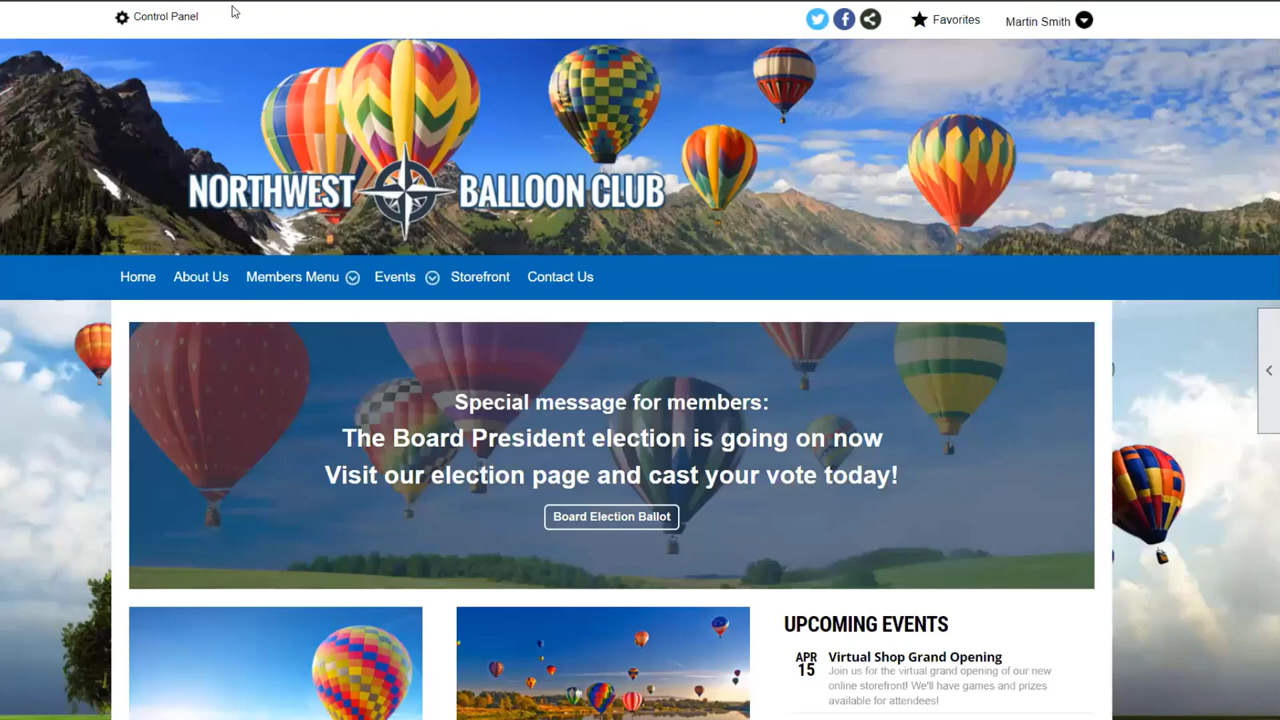 Control Panel
Favorites
Martin Smith
NORTHWEST BALLOON CLUB
Home About Us Members Menu Events Storefront Contact Us
Special message for members:
The Board President election is going on now
Visit our election page and cast your vote today!
Board Election Ballot
UPCOMING EVENTS
APR
15
Virtual Shop Grand Opening
Join us for the virtual grand opening of our new
online storefront! We'll have games and prizes
available for attendees!